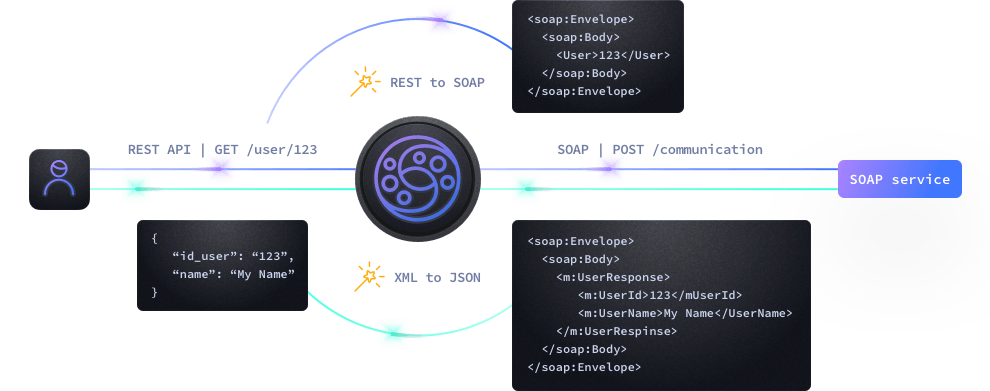 <soap:Envelope>
<soap:Body>
<User>123</User>
</soap:Body>
</soap:Envelope>
REST to SOAP
REST API | GET /user/123
SOAP | POST /communication
SOAP service
{
“id_user”: “123”,
“name”: “My Name”
}
XML to JSON
<soap:Envelope>
<soap:Body>
<m:UserResponse>
<m:UserId>123</mUserId>
<m:UserName>My Name</UserName>
</m:UserRespinse>
</soap:Body>
</soap:Envelope>